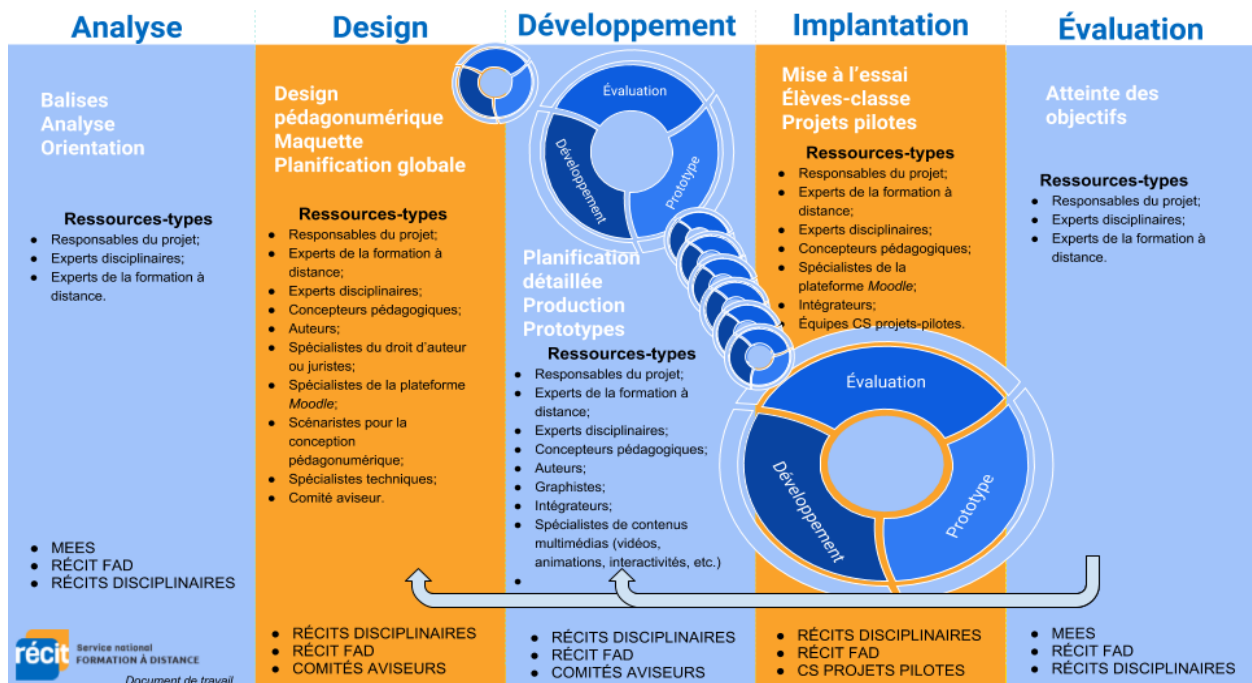 Analyse
Balises
Analyse
Orientation
Ressources-types
● Responsables du projet;
● Experts disciplinaires;
● Experts de la formation à
distance.
● MEES
● RÉCIT FAD
● RÉCITS DISCIPLINAIRES
récit
Service national
FORMATION À DISTANCE
Document de travail
Design
Design
pédagonumérique
Maquette
Planification globale
Ressources-types
● Responsables du projet;
● Experts de la formation à
distance;
● Experts disciplinaires;
● Concepteurs pédagogiques;
● Auteurs;
● Spécialistes du droit d'auteur
ou juristes;
● Spécialistes de la plateforme
Moodle;
● Scénaristes pour la
conception
pédagonumérique;
● Spécialistes techniques;
● Comité aviseur.
● RÉCITS DISCIPLINAIRES
● RÉCIT FAD
● COMITÉS AVISEURS
Développement
Évaluation
Développement
Prototype
Planification
détaillée
Production
Prototypes
Ressources-types
● Responsables du projet;
● Experts de la formation à
distance;
● Experts disciplinaires;
● Concepteurs pédagogiques;
● Auteurs;
● Graphistes;
● Intégrateurs;
● Spécialistes de contenus
multimédias (vidéos,
animations, interactivités, etc.)
●
● RÉCITS DISCIPLINAIRES
● RÉCIT FAD
● COMITÉS AVISEURS
Implantation
Mise à l'essai
Élèves-classe
Projets pilotes
Ressources-types
● Responsables du projet;
● Experts de la formation à
distance;
● Experts disciplinaires;
● Concepteurs pédagogiques;
● Spécialistes de la
plateforme Moodle;
● Intégrateurs;
● Équipes CS projets-pilotes.
Évaluation
Développement
Prototype
● RÉCITS DISCIPLINAIRES
● RÉCIT FAD
● CS PROJETS PILOTES
Évaluation
Atteinte des
objectifs
Ressources-types
● Responsables du projet;
● Experts disciplinaires;
● Experts de la formation à
distance.
● MEES
● RÉCIT FAD
● RÉCITS DISCIPLINAIRES